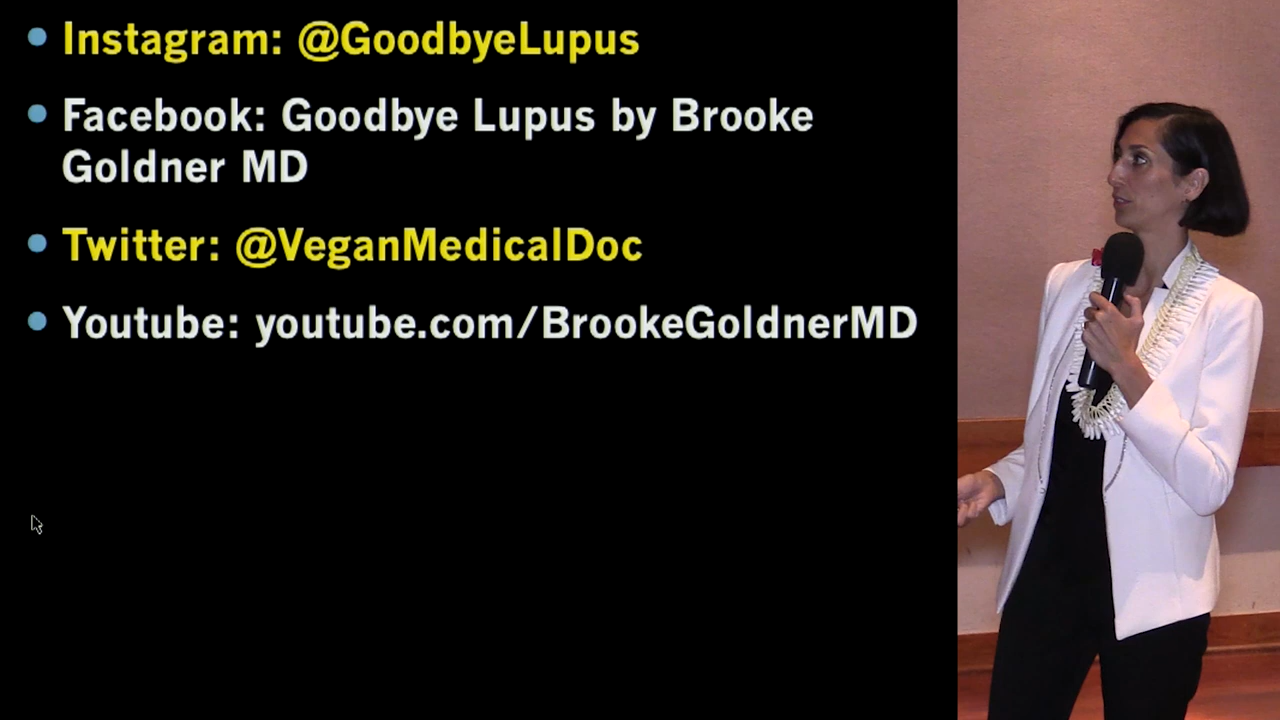 Instagram: @GoodbyeLupus
Facebook: Goodbye Lupus by Brooke
Goldner MD
Twitter: @VeganMedicalDoc
Youtube: youtube.com/BrookeGoldnerMD